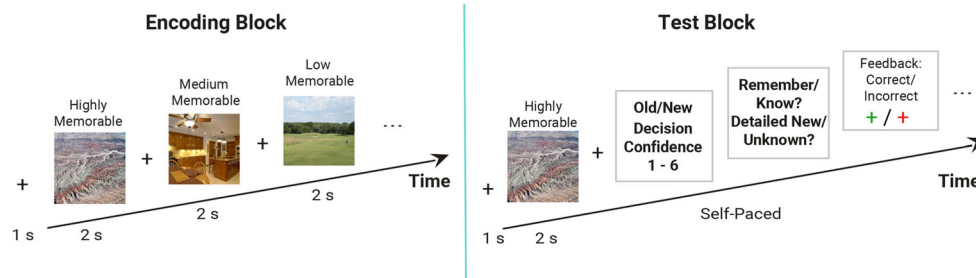 Encoding Block
Highly
Memorable
Medium
Memorable
Low
Memorable
+
+
+
...
Time
1 s
2 s
2 s
2 s
Test Block
Highly
Memorable
+
+
Old/New
Decision
Confidence
1 - 6
Remember/
Know?
Detailed New/
Unknown?
Feedback:
Correct/
Incorrect
+ / +
...
Time
Self-Paced
1 s
2 s